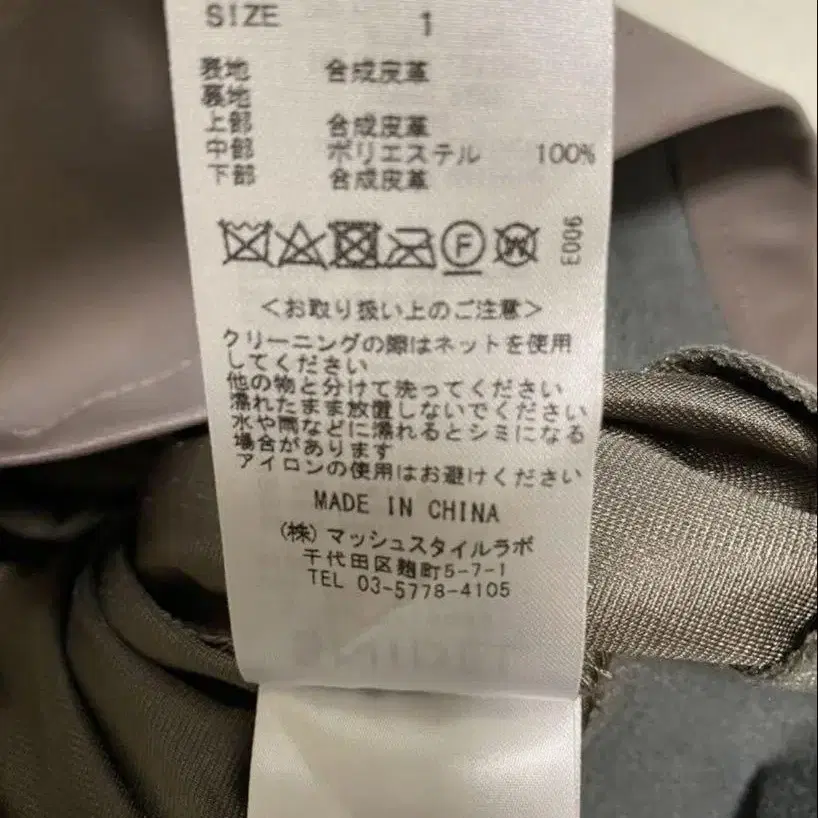 SIZE 1
表地 合成皮革
裏地
上部 合成皮革
中部 ポリエステル 100%
下部 合成皮革
F W E006
＜お取り扱い上のご注意＞
クリーニングの際はネットを使用
してください
他の物と分けて洗ってください
濡れたまま放置しないでください
水や雨などに濡れるとシミになる
場合があります
アイロンの使用はお避けください
MADE IN CHINA
(株)マッシュスタイルラボ
千代田区麹町5-7-1
TEL 03-5778-4105